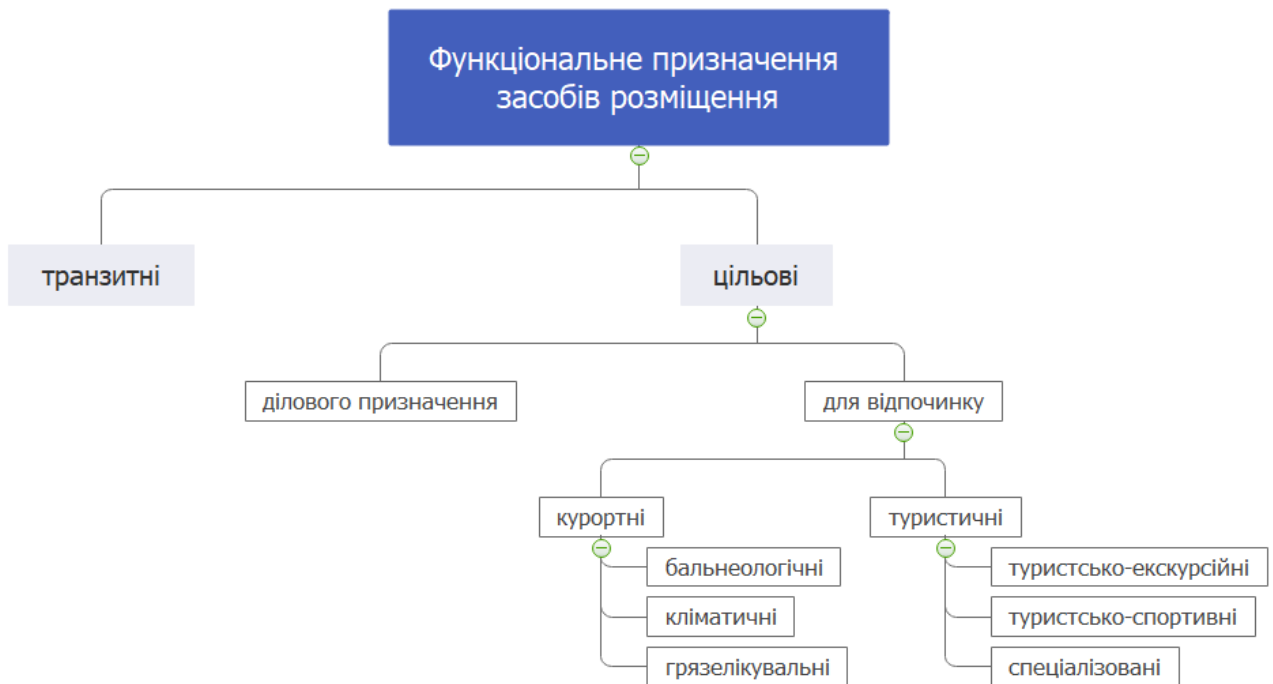 Функціональне призначення
засобів розміщення
транзитні
цільові
ділового призначення
для відпочинку
курортні
туристичні
бальнеологічні
туристсько-екскурсійні
кліматичні
туристсько-спортивні
грязелікувальні
спеціалізовані